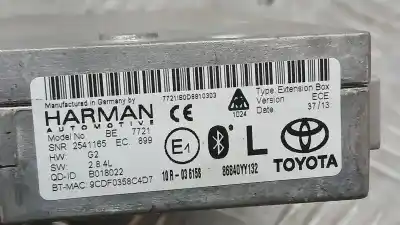 Manufactured in Germany by
HARMAN
AUTOMOTIVE
Model No BE 7721
SNR 2541165 EC. 899
HW: G2
SW: 2.8.4L
QD-ID B018022
BT-MAC: 9CDF0358C4D7
CE
E1
10 R - 03 6158
1024
Type: Extension Box
Version ECE
Date: 37/13
L
86840YY132
TOYOTA